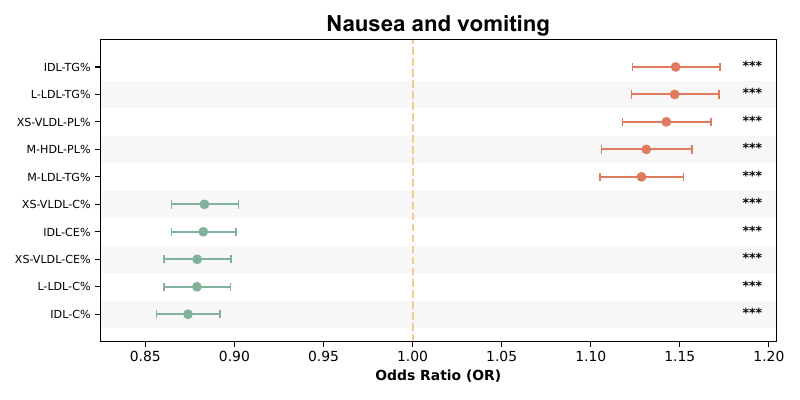 Nausea and vomiting
IDL-TG% ***
L-LDL-TG% ***
XS-VLDL-PL% ***
M-HDL-PL% ***
M-LDL-TG% ***
XS-VLDL-C% ***
IDL-CE% ***
XS-VLDL-CE% ***
L-LDL-C% ***
IDL-C% ***
0.85 0.90 0.95 1.00 1.05 1.10 1.15 1.20
Odds Ratio (OR)